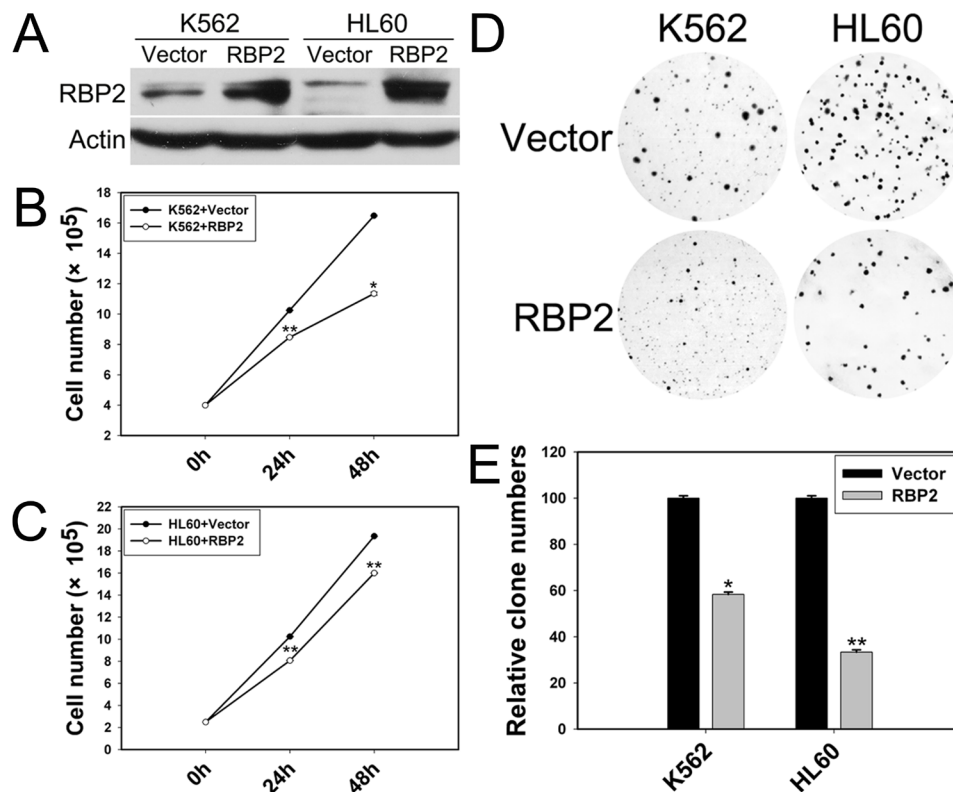 A
K562 HL60
Vector RBP2 Vector RBP2
RBP2
Actin
B
18
16
14
12
10
8
6
4
2
Cell number (× 10⁵)
K562+Vector
K562+RBP2
**
*
0h 24h 48h
C
22
20
18
16
14
12
10
8
6
4
2
0
Cell number (× 10⁵)
HL60+Vector
HL60+RBP2
**
**
0h 24h 48h
D
K562 HL60
Vector
RBP2
E
120
100
80
60
40
20
0
Relative clone numbers
Vector
RBP2
*
**
K562 HL60